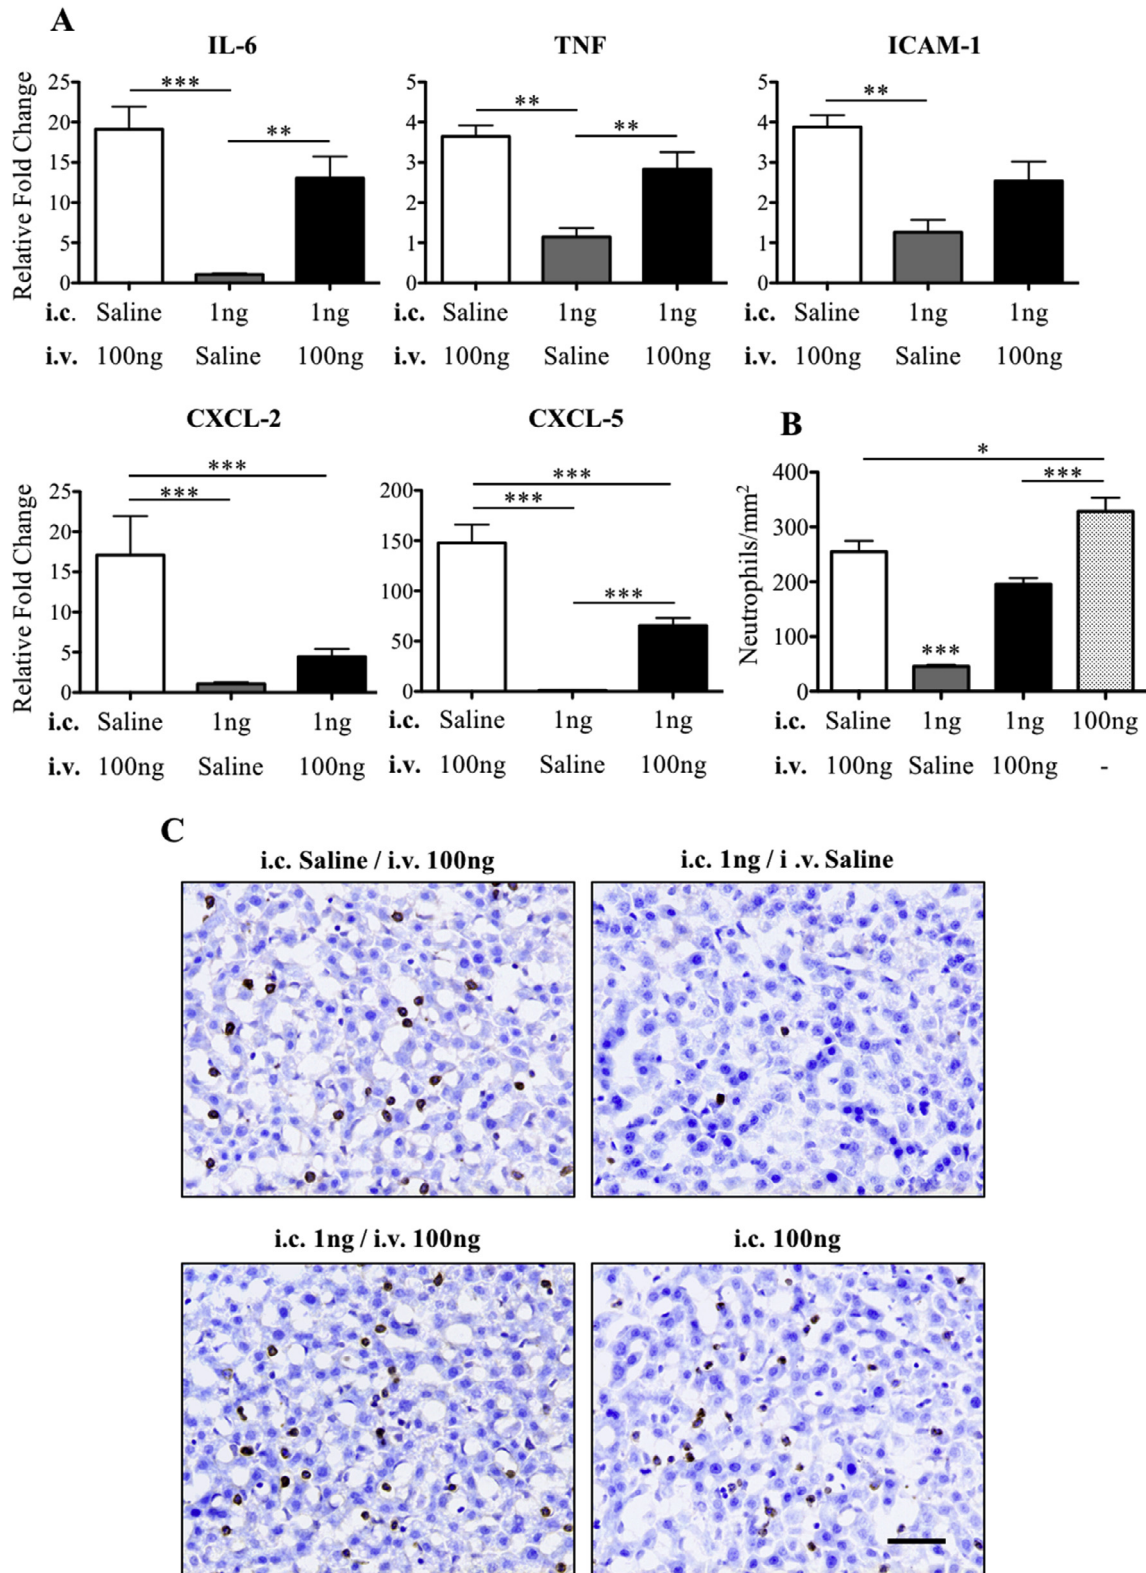 A
IL-6
TNF
ICAM-1
Relative Fold Change
25
20
15
10
5
0
***
**
5
4
3
2
1
0
**
**
5
4
3
2
1
0
**
i.c. Saline 1ng 1ng
i.v. 100ng Saline 100ng
i.c. Saline 1ng 1ng
i.v. 100ng Saline 100ng
i.c. Saline 1ng 1ng
i.v. 100ng Saline 100ng
CXCL-2
CXCL-5
B
Relative Fold Change
25
20
15
10
5
0
***
***
200
150
100
50
0
***
***
***
Neutrophils/mm²
400
300
200
100
0
*
***
***
i.c. Saline 1ng 1ng
i.v. 100ng Saline 100ng
i.c. Saline 1ng 1ng
i.v. 100ng Saline 100ng
i.c. Saline 1ng 1ng 100ng
i.v. 100ng Saline 100ng -
C
i.c. Saline / i.v. 100ng
i.c. 1ng / i .v. Saline
i.c. 1ng / i.v. 100ng
i.c. 100ng